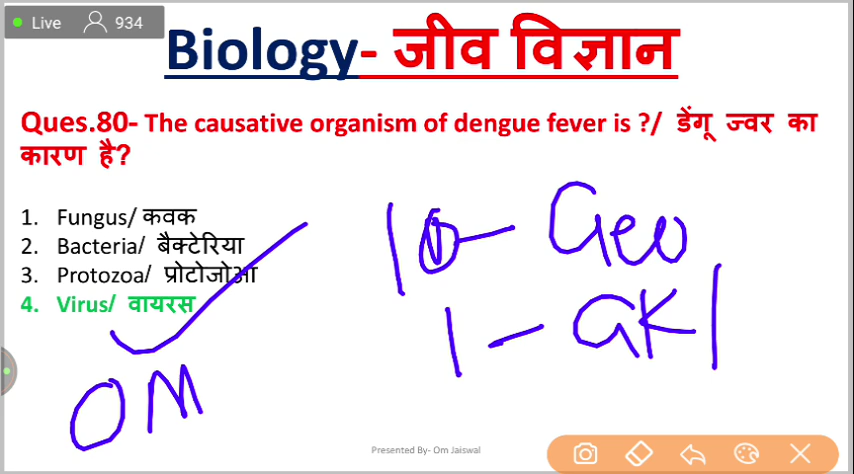 Live 934
Biology- जीव विज्ञान
Ques.80- The causative organism of dengue fever is ?/ डेंगू ज्वर का
कारण है?
1. Fungus/ कवक
2. Bacteria/ बैक्टेरिया
3. Protozoa/ प्रोटोजोआ
4. Virus/ वायरस
10 - Geo
1 - GK
OM
Presented By- Om Jaiswal